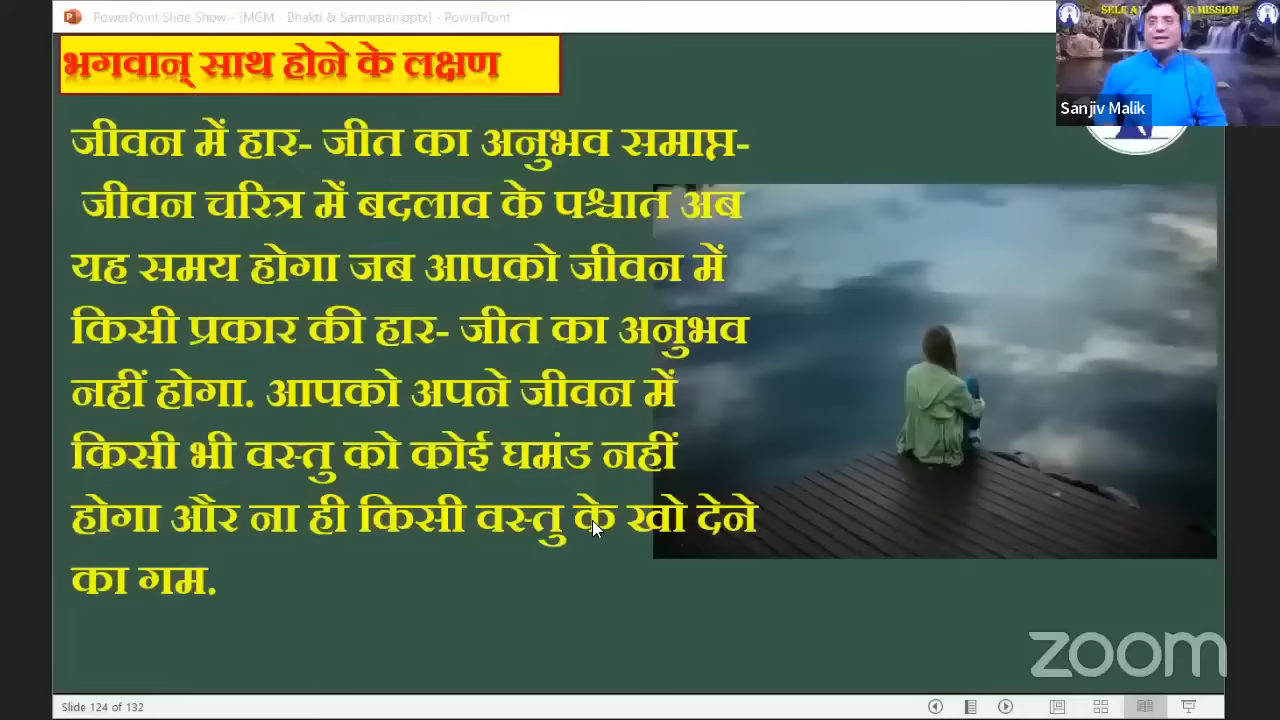 PowerPoint Slide Show - [MGM - Bhakti & Samarpan.pptx] - PowerPoint
SELF A G MISSION
भगवान् साथ होने के लक्षण
Sanjiv Malik
जीवन में हार- जीत का अनुभव समाप्त-
जीवन चरित्र में बदलाव के पश्चात अब
यह समय होगा जब आपको जीवन में
किसी प्रकार की हार- जीत का अनुभव
नहीं होगा. आपको अपने जीवन में
किसी भी वस्तु को कोई घमंड नहीं
होगा और ना ही किसी वस्तु के खो देने
का गम.
zoom
Slide 124 of 132